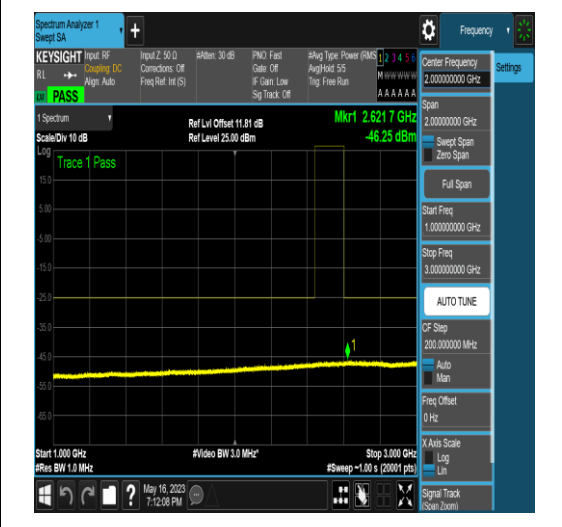 Spectrum Analyzer 1
Swept SA
+
Frequency
KEYSIGHT Input: RF Input Z: 50 Ω #Atten: 30 dB PNO: Fast #Avg Type: Power (RMS 1 2 3 4 5 6
RL Coupling: DC Corrections: Off Gate: Off Avg|Hold: 5/5 M W W W W W
Align: Auto Freq Ref: Int (S) IF Gain: Low Trig: Free Run
Sig Track: Off A A A A A A
PASS
1 Spectrum
Scale/Div 10 dB
Ref Lvl Offset 11.81 dB
Ref Level 25.00 dBm
Mkr1 2.621 7 GHz
-46.25 dBm
Log
Trace 1 Pass
15.0
5.00
-5.00
-15.0
-25.0
-35.0
-45.0
-55.0
-65.0
1
Start 1.000 GHz #Video BW 3.0 MHz* Stop 3.000 GHz
#Res BW 1.0 MHz #Sweep ~1.00 s (20001 pts)
Center Frequency
2.000000000 GHz
Settings
Span
2.00000000 GHz
Swept Span
Zero Span
Full Span
Start Freq
1.000000000 GHz
Stop Freq
3.000000000 GHz
AUTO TUNE
CF Step
200.000000 MHz
Auto
Man
Freq Offset
0 Hz
X Axis Scale
Log
Lin
Signal Track
(Span Zoom)
?
May 16, 2023
7:12:08 PM